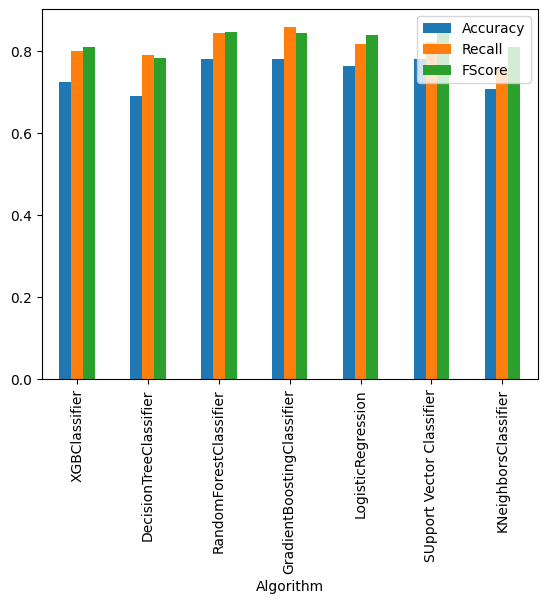 Accuracy
Recall
FScore
0.8
0.6
0.4
0.2
0.0
XGBClassifier
DecisionTreeClassifier
RandomForestClassifier
GradientBoostingClassifier
LogisticRegression
SUpport Vector Classifier
KNeighborsClassifier
Algorithm